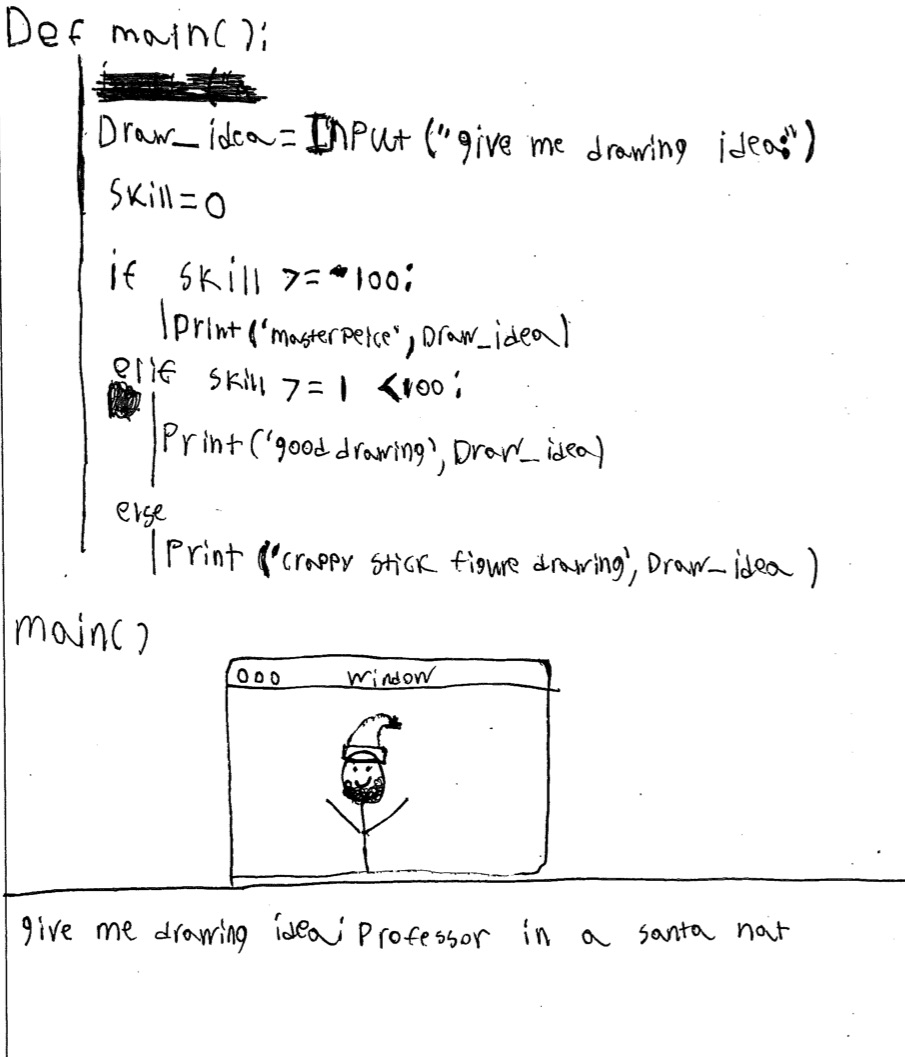 Def main():
Draw_idea = Input ("give me drawing idea:")
Skill = 0
if skill >= 100:
Print ('masterpeice', Draw_idea)
elif skill >= 1 <100:
Print ('good drawing', Draw_idea)
else
Print ('crappy stick figure drawing', Draw_idea)
main()
window
give me drawing idea: Professor in a santa hat